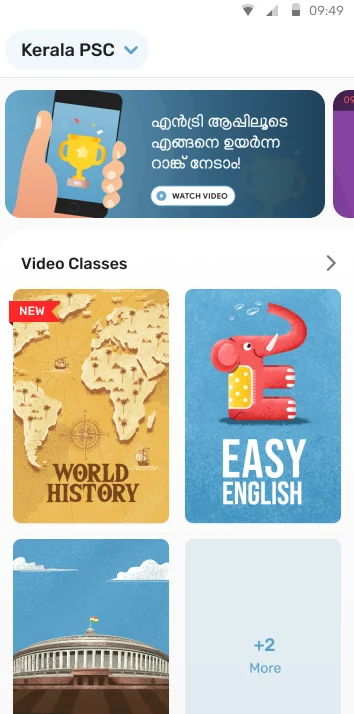 09:49
Kerala PSC
എൻട്രി ആപ്പിലൂടെ
എങ്ങനെ ഉയർന്ന
റാങ്ക് നേടാം!
WATCH VIDEO
Video Classes
NEW
WORLD
HISTORY
EASY
ENGLISH
+2
More